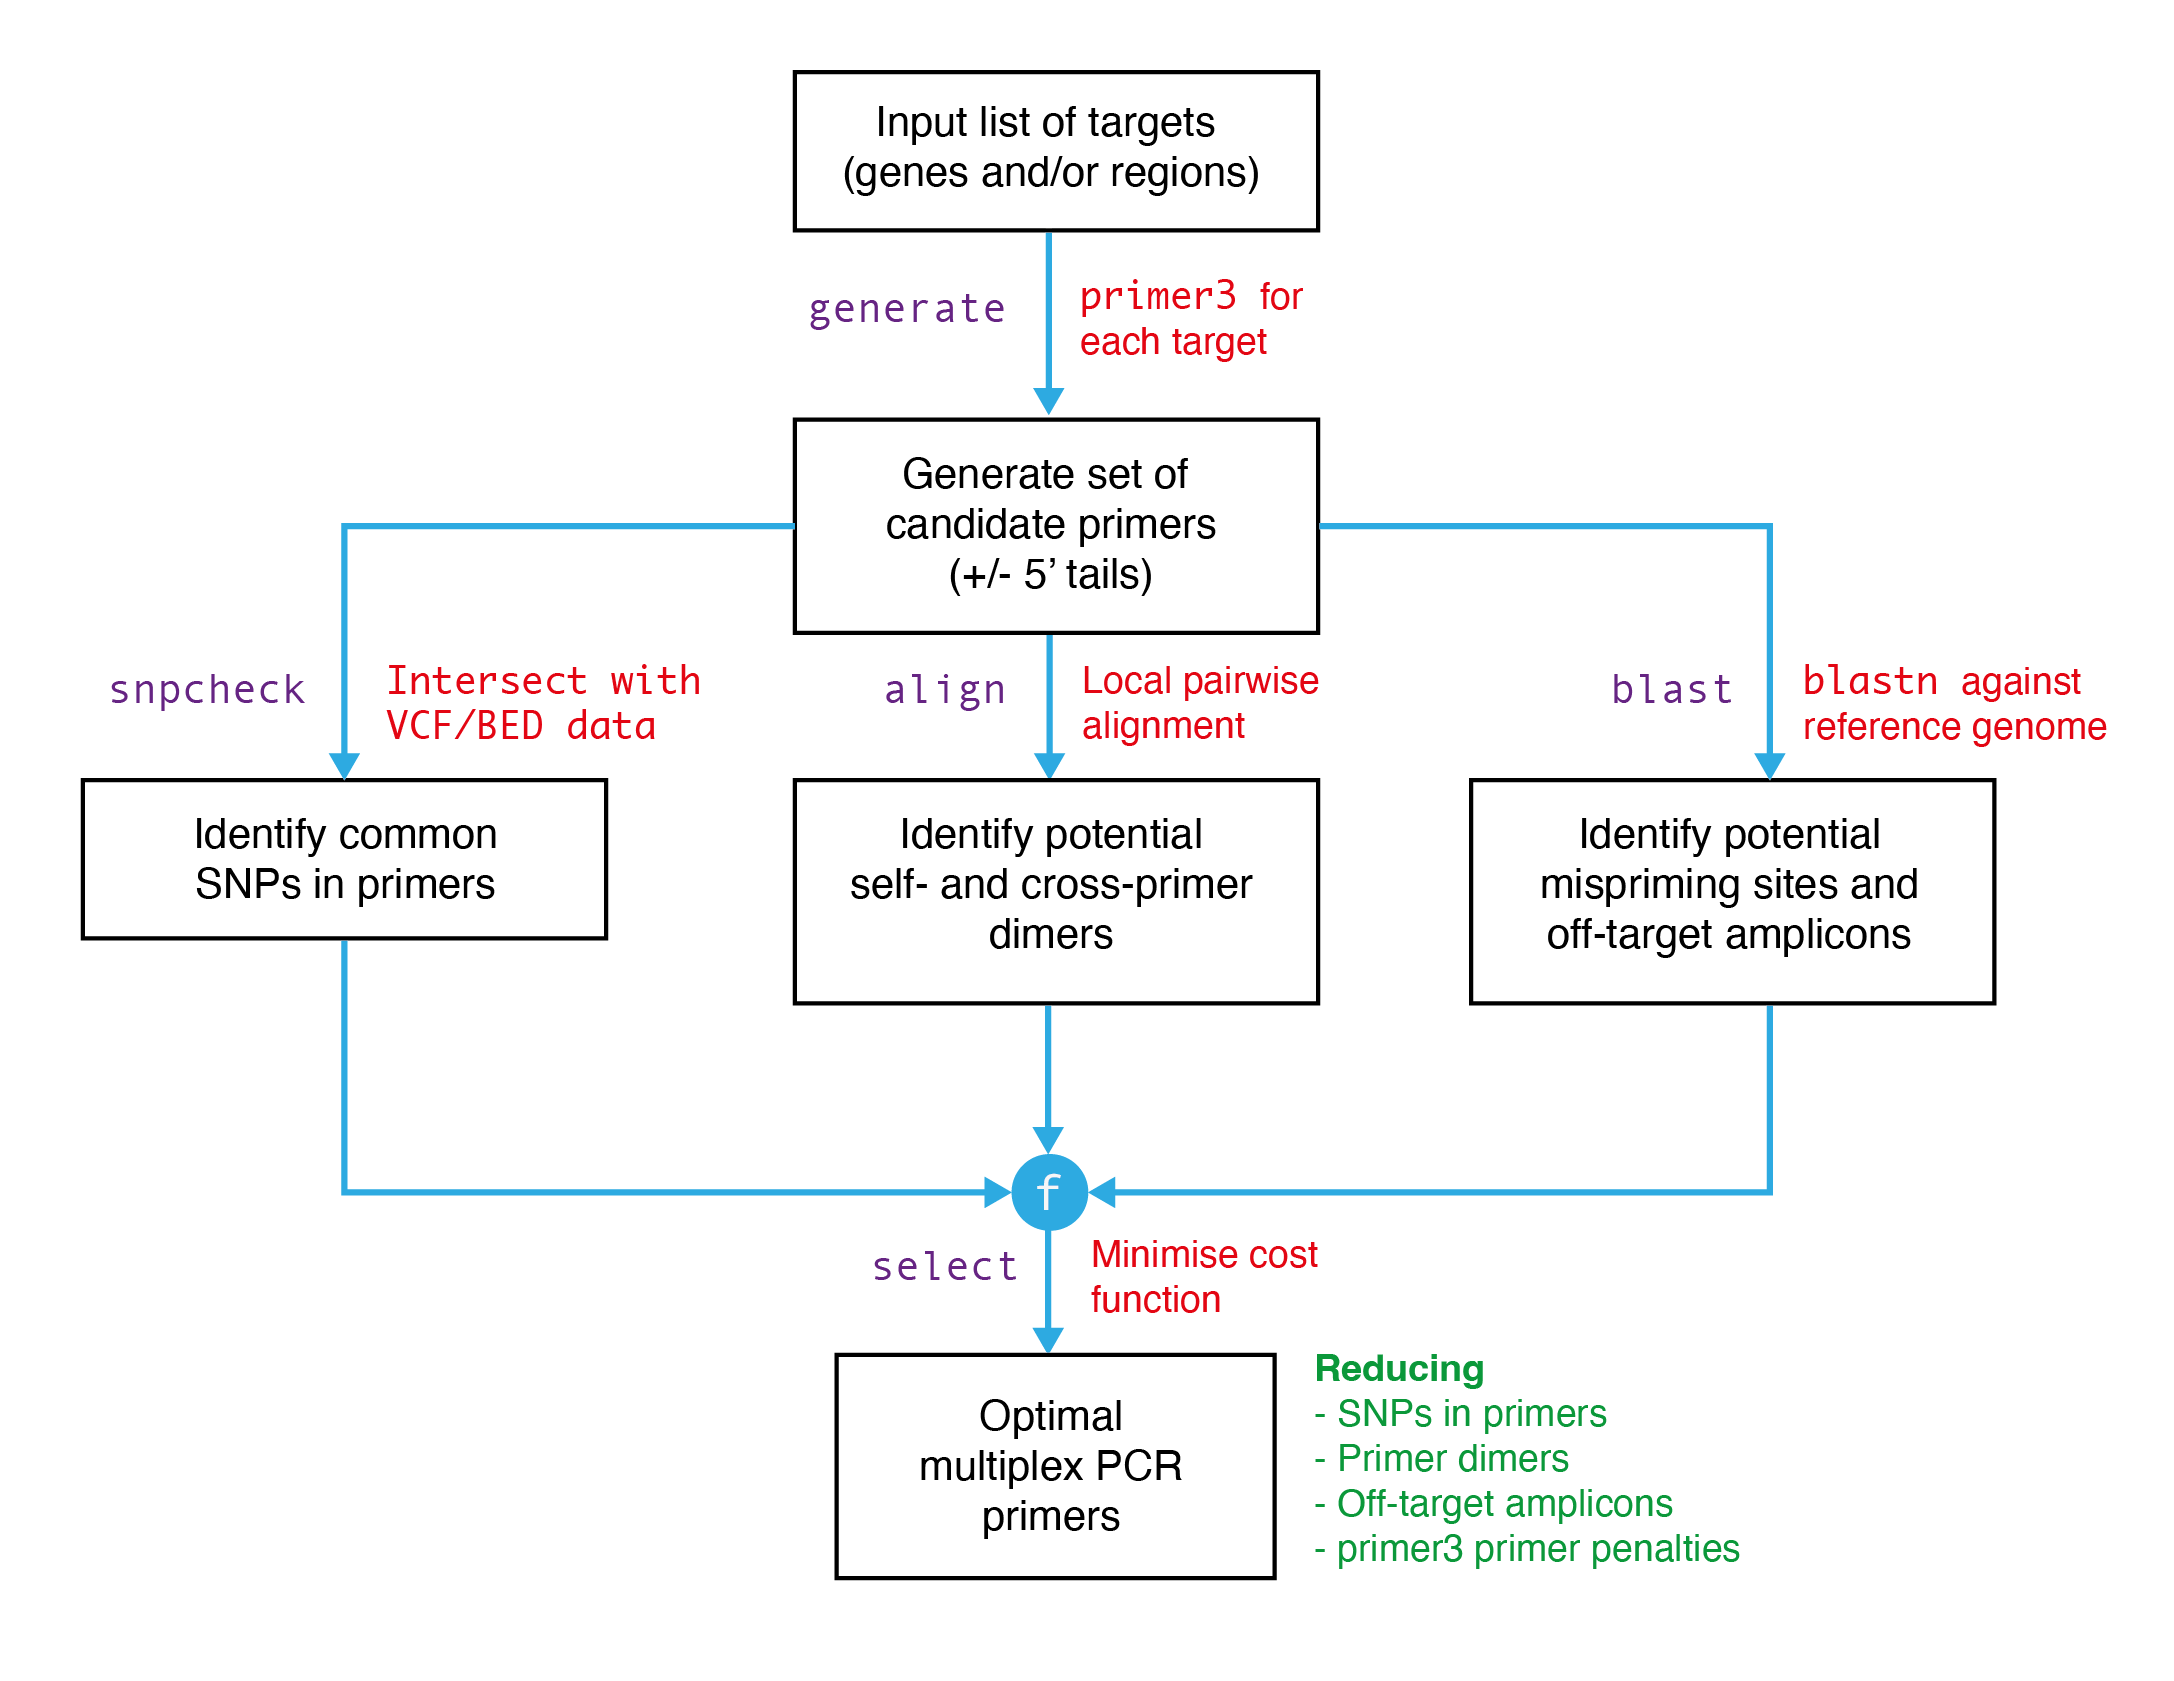 Input list of targets
(genes and/or regions)
generate
primer3 for
each target
Generate set of
candidate primers
(+/- 5’ tails)
snpcheck
Intersect with
VCF/BED data
align
Local pairwise
alignment
blast
blastn against
reference genome
Identify common
SNPs in primers
Identify potential
self- and cross-primer
dimers
Identify potential
mispriming sites and
off-target amplicons
f
select
Minimise cost
function
Optimal
multiplex PCR
primers
Reducing
- SNPs in primers
- Primer dimers
- Off-target amplicons
- primer3 primer penalties